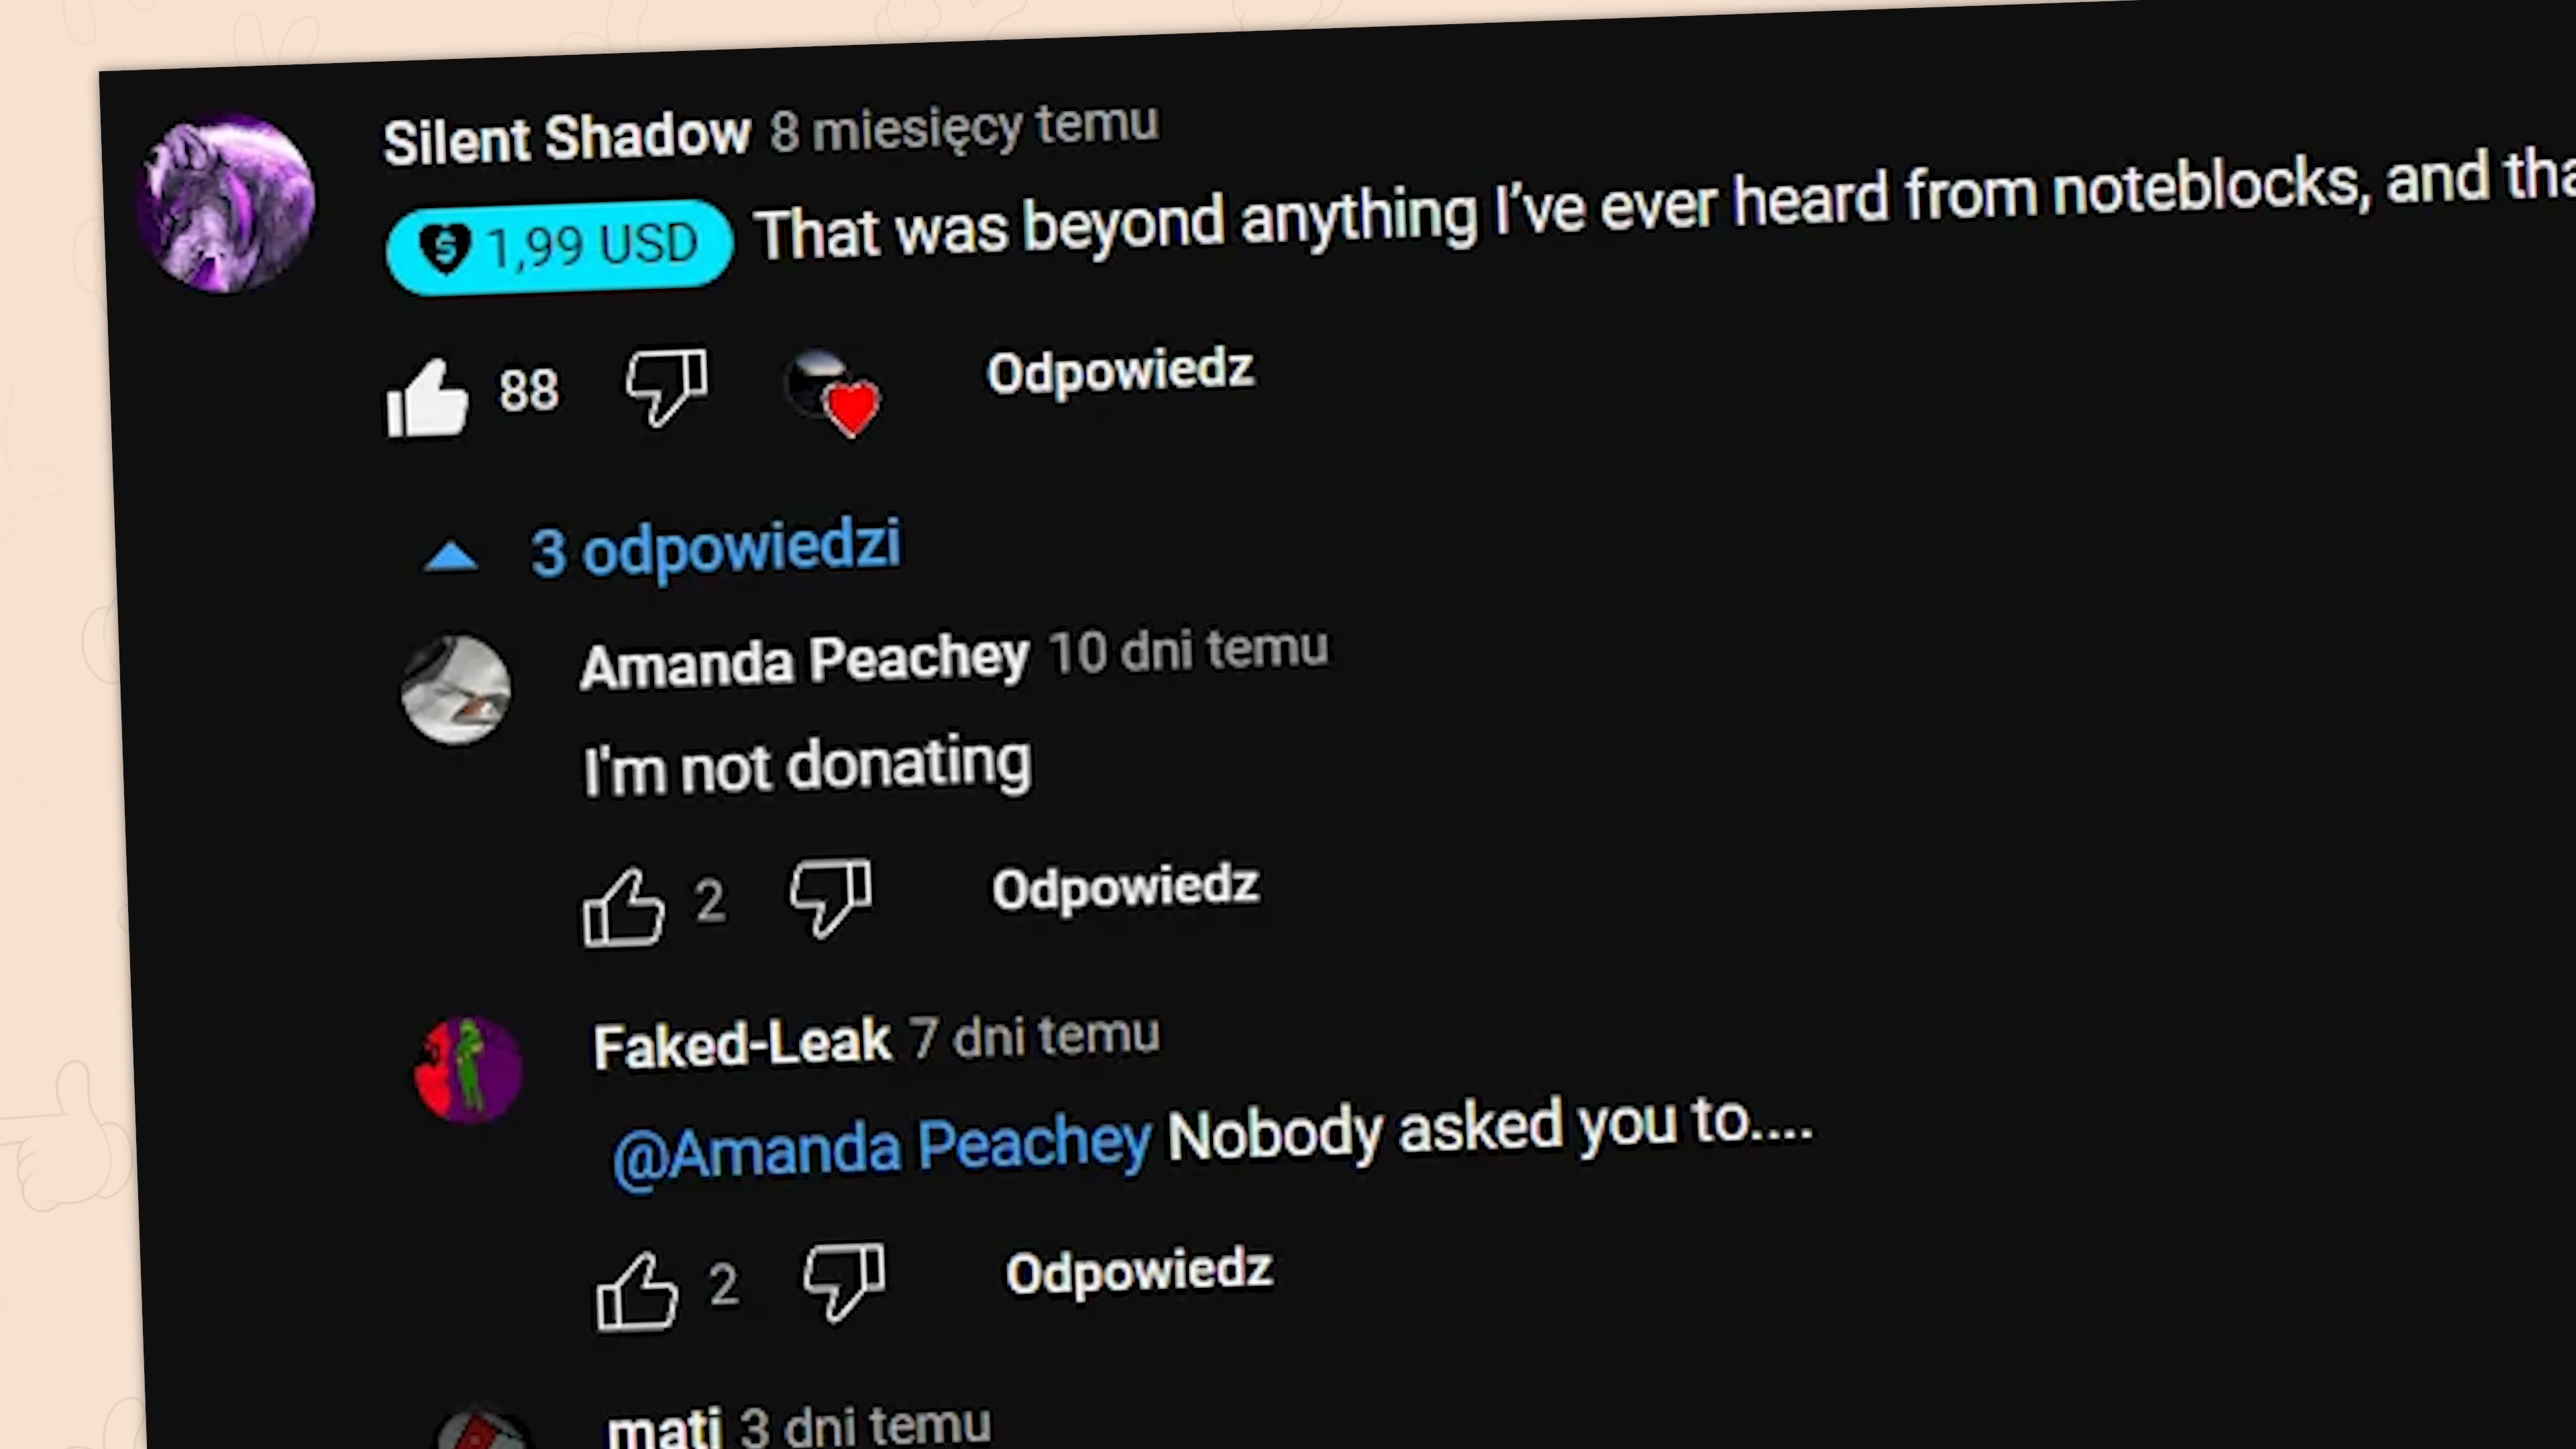 Silent Shadow 8 miesięcy temu
1,99 USD That was beyond anything I've ever heard from noteblocks, and
88 Odpowiedz
3 odpowiedzi
Amanda Peachey 10 dni temu
I'm not donating
2 Odpowiedz
Faked-Leak 7 dni temu
@Amanda Peachey Nobody asked you to....
2 Odpowiedz
mati 3 dni temu